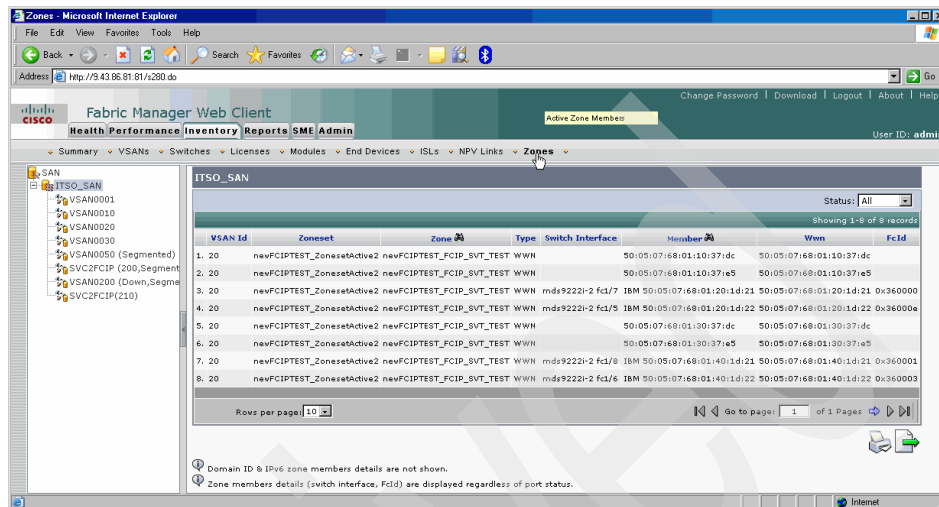 Zones - Microsoft Internet Explorer
File Edit View Favorites Tools Help
Back Search Favorites
Address http://9.43.86.81:81/s280.do Go
Change Password | Download | Logout | About | Help
CISCO Fabric Manager Web Client
Active Zone Members
Health Performance Inventory Reports SME Admin
User ID: admi
Summary VSANs Switches Licenses Modules End Devices ISLs NPV Links Zones
SAN
ITSO_SAN
VSAN0001
VSAN0010
VSAN0020
VSAN0030
VSAN0050 (Segmented)
SVC2FCIP (200,Segment
VSAN0200 (Down,Segme
SVC2FCIP(210)
ITSO_SAN
Status: All
Showing 1-8 of 8 records
VSAN Id Zoneset Zone Type Switch Interface Member Wwn FcId
1. 20 newFCIPTEST_ZonesetActive2 newFCIPTEST_FCIP_SVT_TEST WWN 50:05:07:68:01:10:37:dc 50:05:07:68:01:10:37:dc
2. 20 newFCIPTEST_ZonesetActive2 newFCIPTEST_FCIP_SVT_TEST WWN 50:05:07:68:01:10:37:e5 50:05:07:68:01:10:37:e5
3. 20 newFCIPTEST_ZonesetActive2 newFCIPTEST_FCIP_SVT_TEST WWN mds9222i-2 fc1/7 IBM 50:05:07:68:01:20:1d:21 50:05:07:68:01:20:1d:21 0x360000
4. 20 newFCIPTEST_ZonesetActive2 newFCIPTEST_FCIP_SVT_TEST WWN mds9222i-2 fc1/5 IBM 50:05:07:68:01:20:1d:22 50:05:07:68:01:20:1d:22 0x36000e
5. 20 newFCIPTEST_ZonesetActive2 newFCIPTEST_FCIP_SVT_TEST WWN 50:05:07:68:01:30:37:dc 50:05:07:68:01:30:37:dc
6. 20 newFCIPTEST_ZonesetActive2 newFCIPTEST_FCIP_SVT_TEST WWN 50:05:07:68:01:30:37:e5 50:05:07:68:01:30:37:e5
7. 20 newFCIPTEST_ZonesetActive2 newFCIPTEST_FCIP_SVT_TEST WWN mds9222i-2 fc1/8 IBM 50:05:07:68:01:40:1d:21 50:05:07:68:01:40:1d:21 0x360001
8. 20 newFCIPTEST_ZonesetActive2 newFCIPTEST_FCIP_SVT_TEST WWN mds9222i-2 fc1/6 IBM 50:05:07:68:01:40:1d:22 50:05:07:68:01:40:1d:22 0x360003
Rows per page: 10 Go to page: 1 of 1 Pages
Domain ID & IPv6 zone members details are not shown.
Zone members details (switch interface, FcId) are displayed regardless of port status.
Internet